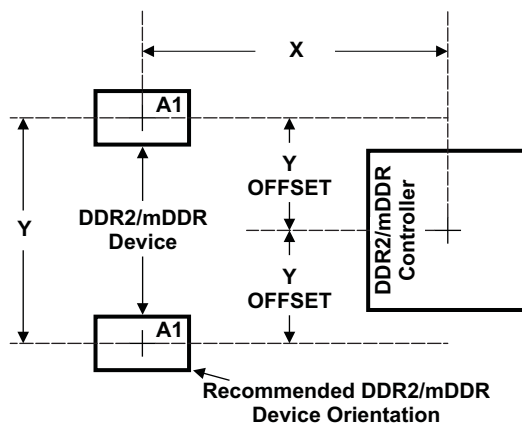 X
A1
Y
OFFSET
Y
DDR2/mDDR
Device
DDR2/mDDR
Controller
Y
OFFSET
A1
Recommended DDR2/mDDR
Device Orientation